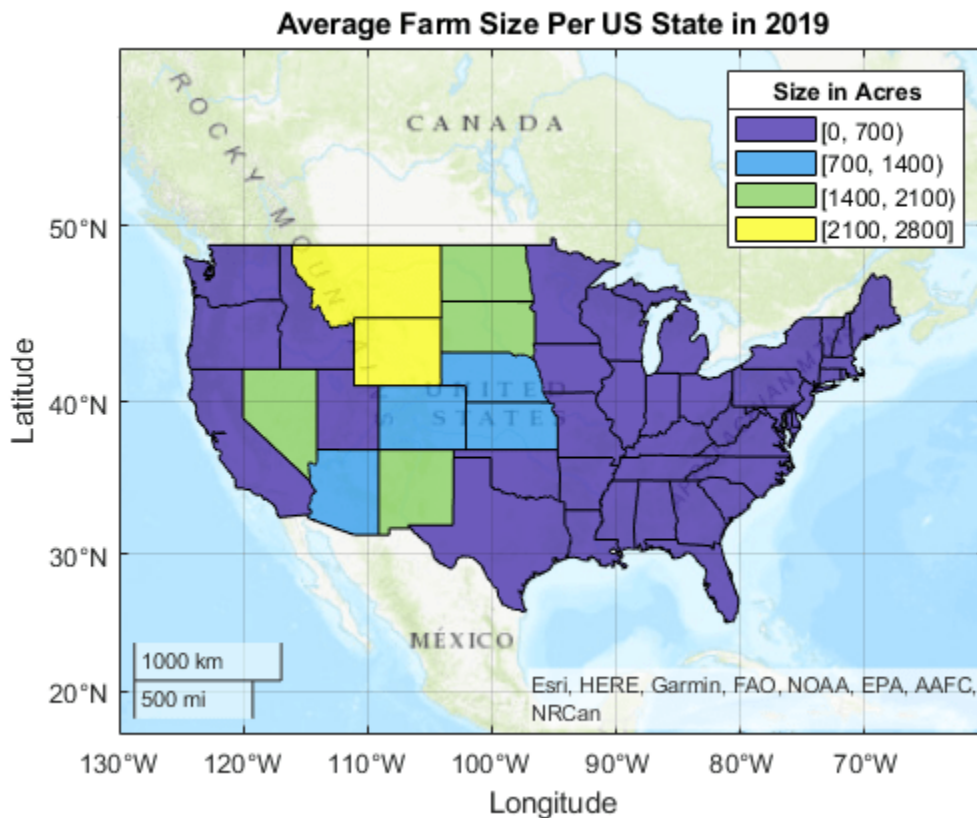 Average Farm Size Per US State in 2019
Size in Acres
[0, 700)
[700, 1400)
[1400, 2100)
[2100, 2800]
ROCKY MOUNTAINS
CANADA
UNITED
STATES
MÉXICO
50°N
40°N
30°N
20°N
Latitude
1000 km
500 mi
Esri, HERE, Garmin, FAO, NOAA, EPA, AAFC,
NRCan
130°W
120°W
110°W
100°W
90°W
80°W
70°W
Longitude